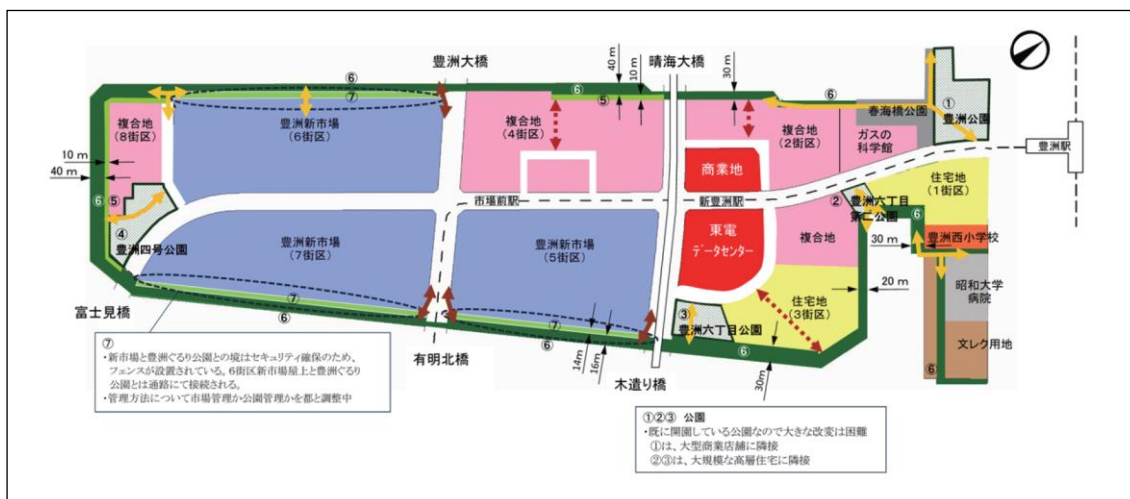 豊洲大橋
晴海大橋
40 m
10 m
30 m
⑥
⑥
⑥
⑦
⑤
春海橋公園
①
豊洲公園
複合地
(8街区)
豊洲新市場
(6街区)
複合地
(4街区)
複合地
(2街区)
ガスの
科学館
豊洲駅
10 m
40 m
商業地
住宅地
(1街区)
⑥
⑤
市場前駅
新豊洲駅
②
豊洲六丁目
第二公園
④
豊洲四号公園
東電
データセンター
30 m
豊洲西小学校
豊洲新市場
(7街区)
豊洲新市場
(5街区)
複合地
昭和大学
病院
20 m
住宅地
(3街区)
⑦
富士見橋
⑥
⑦
③
豊洲六丁目公園
⑥
文レク用地
⑥
有明北橋
14m
16m
⑥
木遣り橋
30m
⑦
・新市場と豊洲ぐるり公園との境はセキュリティ確保のため、
フェンスが設置されている。6街区新市場屋上と豊洲ぐるり
公園とは通路にて接続される。
・管理方法について市場管理か公園管理かを都と調整中
①②③ 公園
・既に開園している公園なので大きな改変は困難
①は、大型商業店舗に隣接
②③は、大規模な高層住宅に隣接